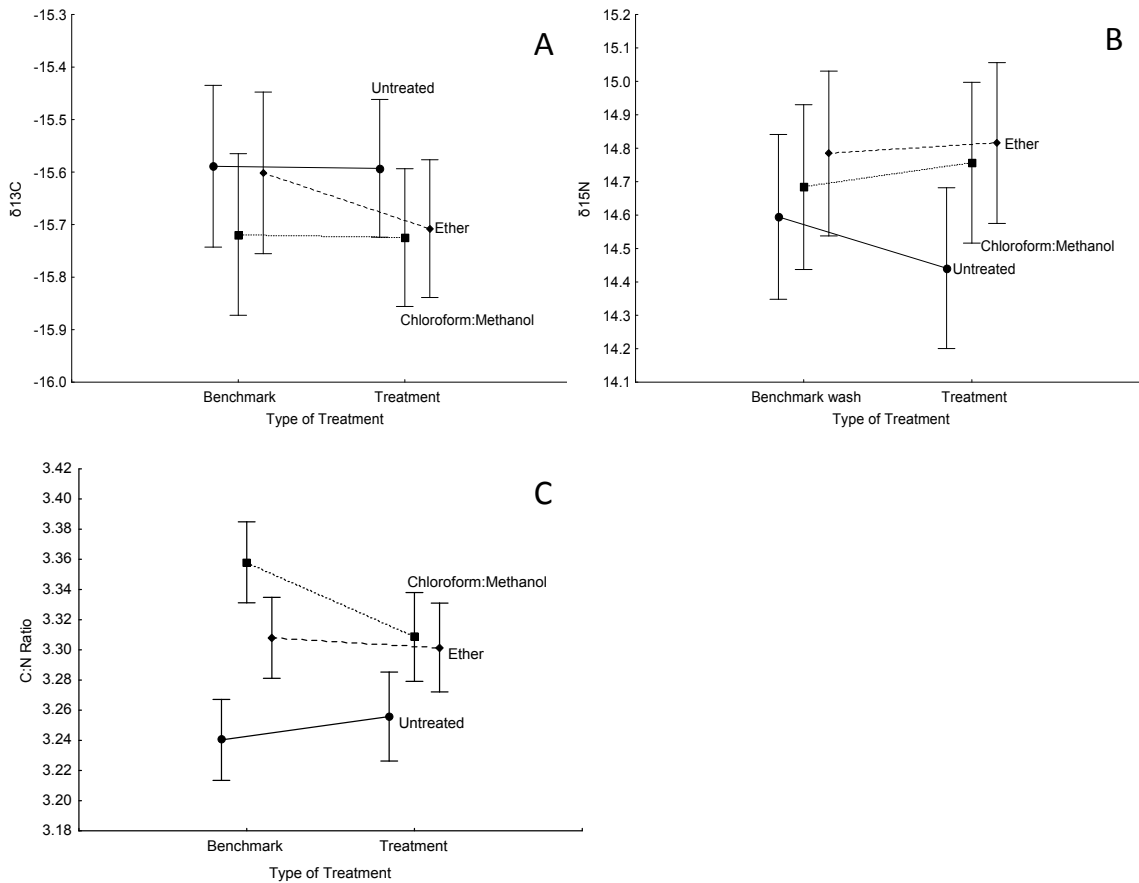 A
-15.3
-15.4
-15.5
-15.6
-15.7
-15.8
-15.9
-16.0
δ13C
Untreated
Ether
Chloroform:Methanol
Benchmark Treatment
Type of Treatment
B
15.2
15.1
15.0
14.9
14.8
14.7
14.6
14.5
14.4
14.3
14.2
14.1
δ15N
Ether
Chloroform:Methanol
Untreated
Benchmark wash Treatment
Type of Treatment
C
3.42
3.40
3.38
3.36
3.34
3.32
3.30
3.28
3.26
3.24
3.22
3.20
3.18
C:N Ratio
Chloroform:Methanol
Ether
Untreated
Benchmark Treatment
Type of Treatment